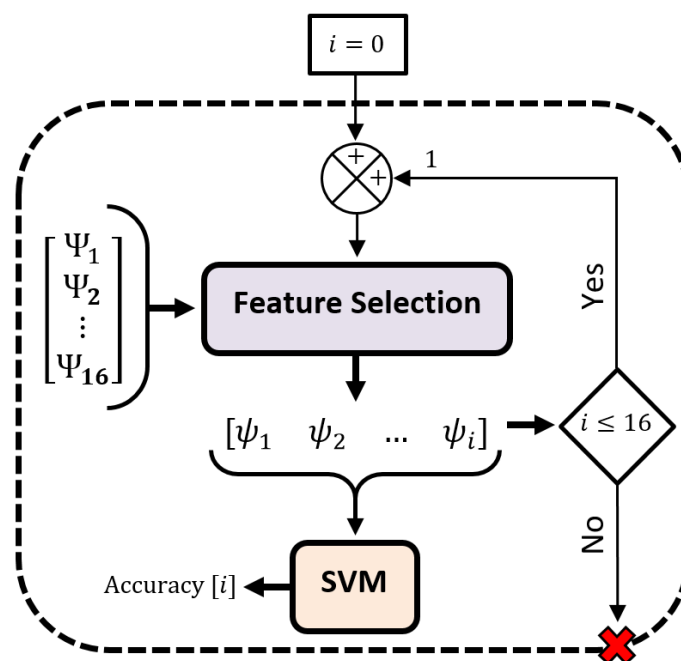 i = 0
+
+
1
Ψ1
Ψ2
⋮
Ψ16
Feature Selection
Yes
[ψ1 ψ2 … ψi]
i ≤ 16
No
SVM
Accuracy [i]